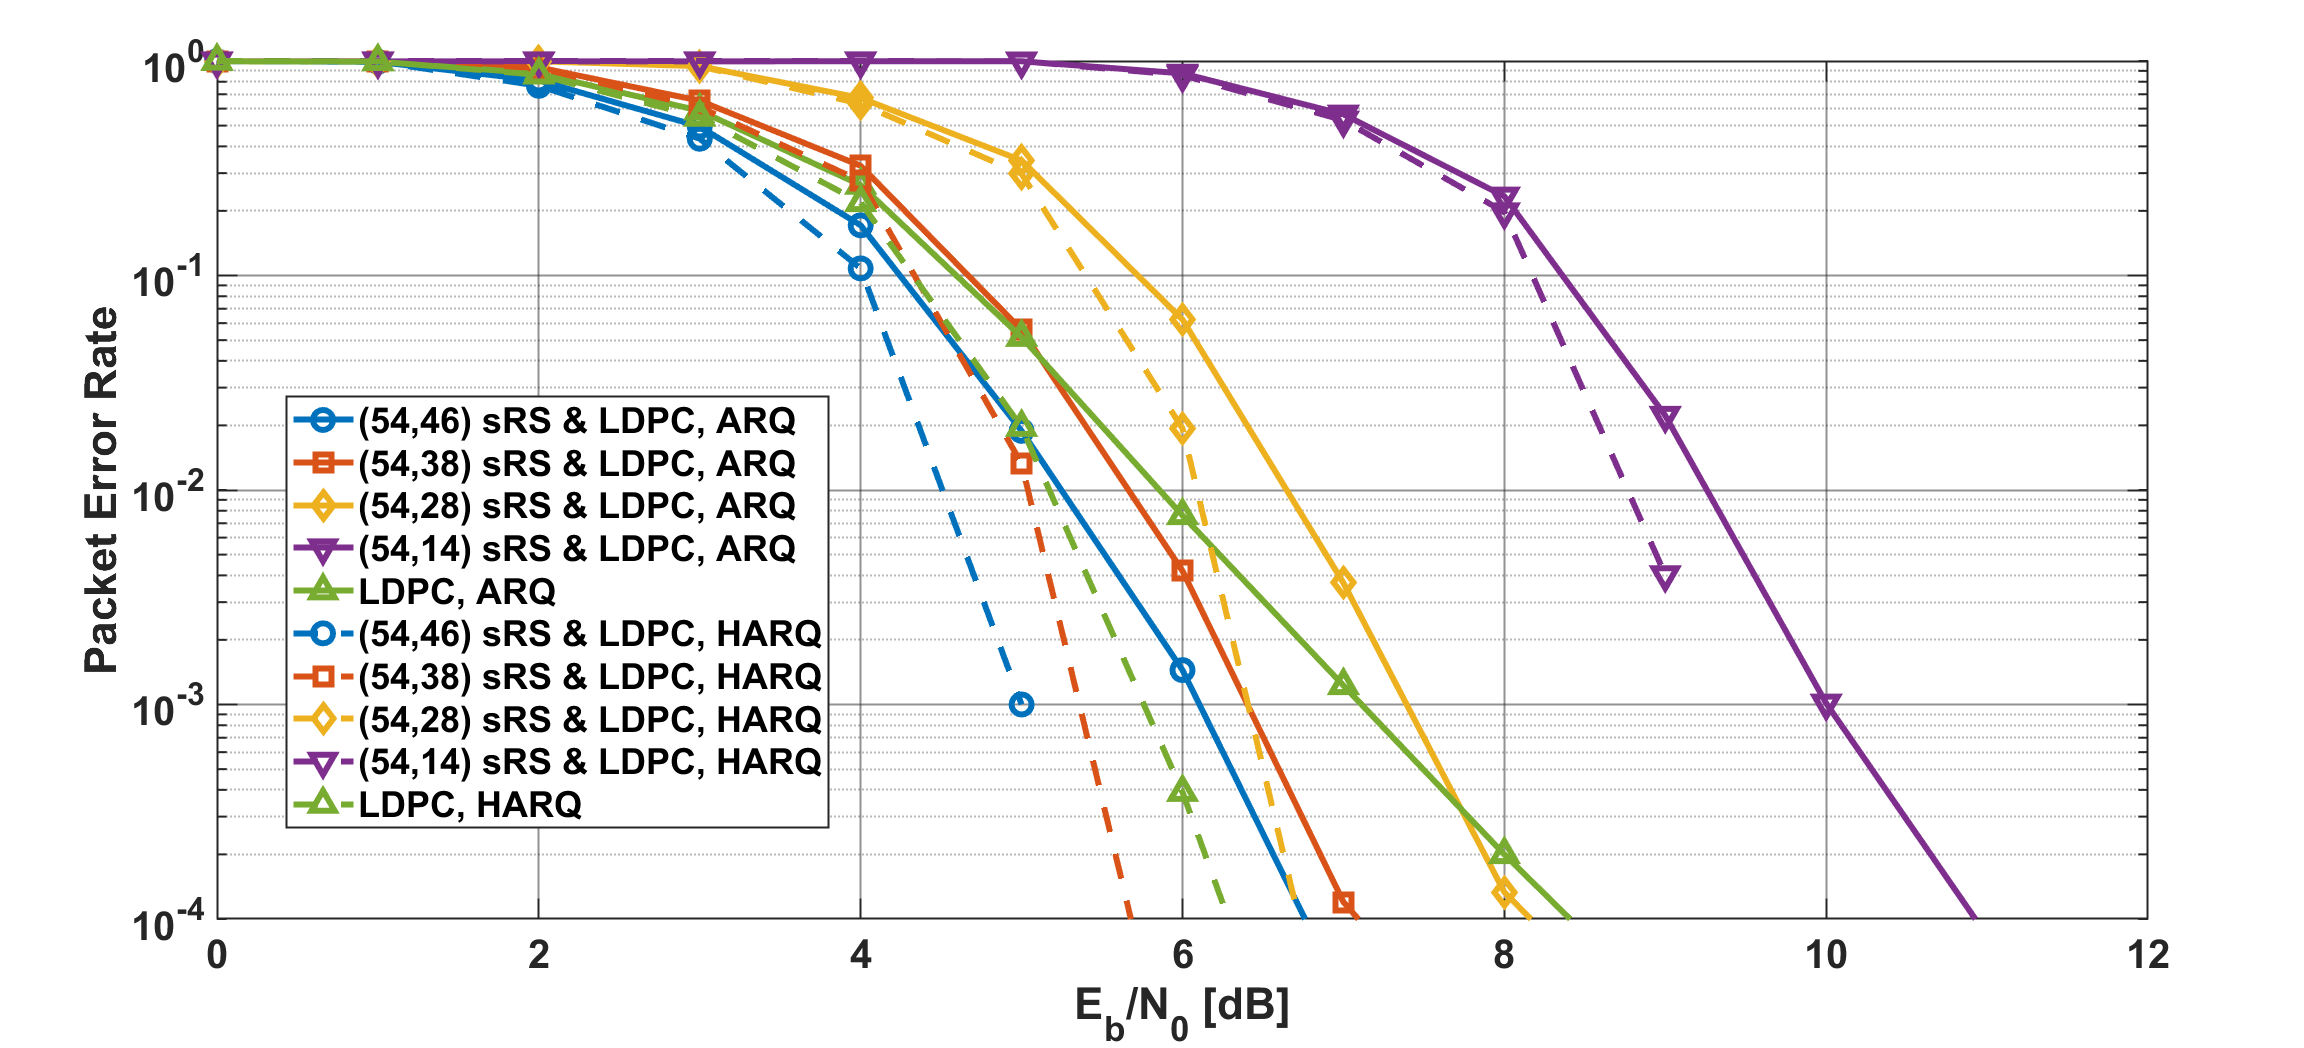 10^0
10^-1
10^-2
10^-3
10^-4
Packet Error Rate
(54,46) sRS & LDPC, ARQ
(54,38) sRS & LDPC, ARQ
(54,28) sRS & LDPC, ARQ
(54,14) sRS & LDPC, ARQ
LDPC, ARQ
(54,46) sRS & LDPC, HARQ
(54,38) sRS & LDPC, HARQ
(54,28) sRS & LDPC, HARQ
(54,14) sRS & LDPC, HARQ
LDPC, HARQ
0 2 4 6 8 10 12
E_b/N_0 [dB]